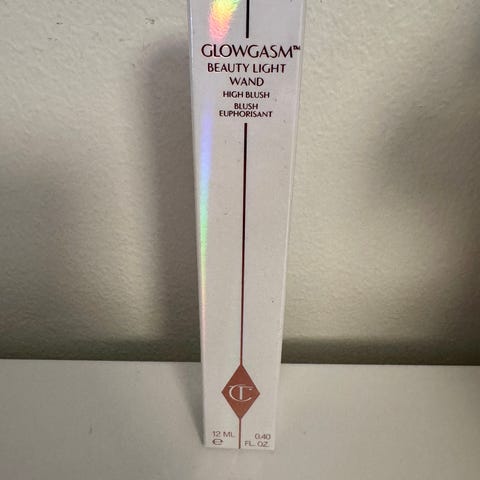 GLOWGASM™
BEAUTY LIGHT
WAND
HIGH BLUSH
BLUSH
EUPHORISANT
CT
12 ML 0.40
℮ FL. OZ.